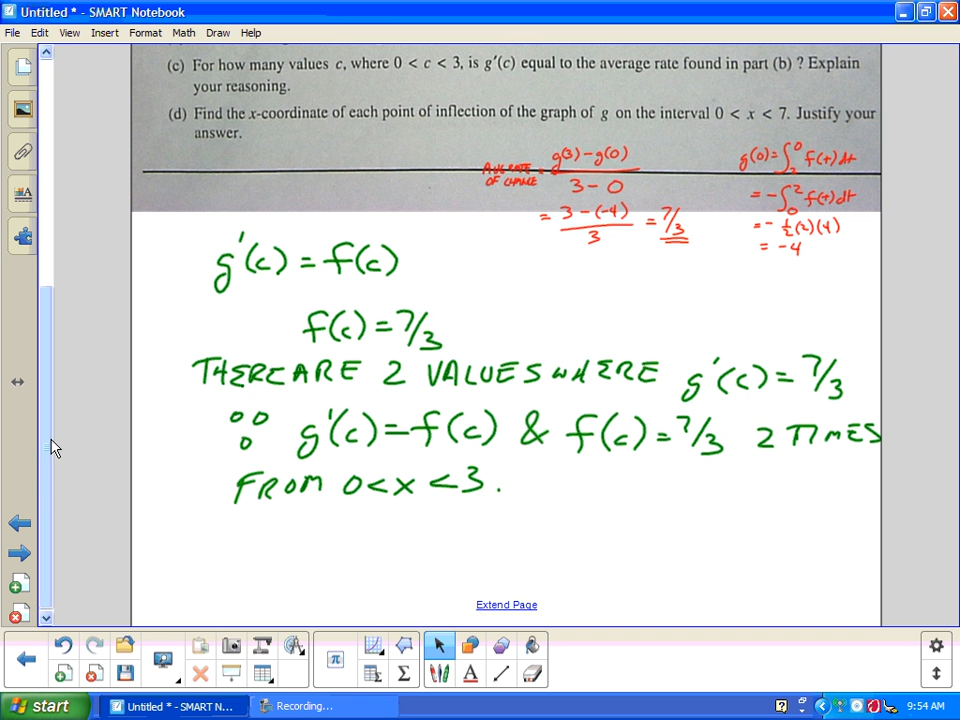 Untitled * - SMART Notebook
File Edit View Insert Format Math Draw Help
(c) For how many values c, where 0 < c < 3, is g′(c) equal to the average rate found in part (b) ? Explain
your reasoning.
(d) Find the x-coordinate of each point of inflection of the graph of g on the interval 0 < x < 7. Justify your
answer.
AVG RATE OF CHANGE = g(3) - g(0) / 3 - 0
= 3 - (-4) / 3 = 7/3
g(0) = ∫₂⁰ f(t) dt
= - ∫₀² f(t) dt
= - 1/2 (2)(4)
= -4
g'(c) = f(c)
f(c) = 7/3
THERE ARE 2 VALUES WHERE g'(c) = 7/3
∵ g'(c) = f(c) & f(c) = 7/3 2 TIMES
FROM 0 < x < 3 .
Extend Page
π
Σ
A
start
Untitled * - SMART N...
Recording...
?
9:54 AM